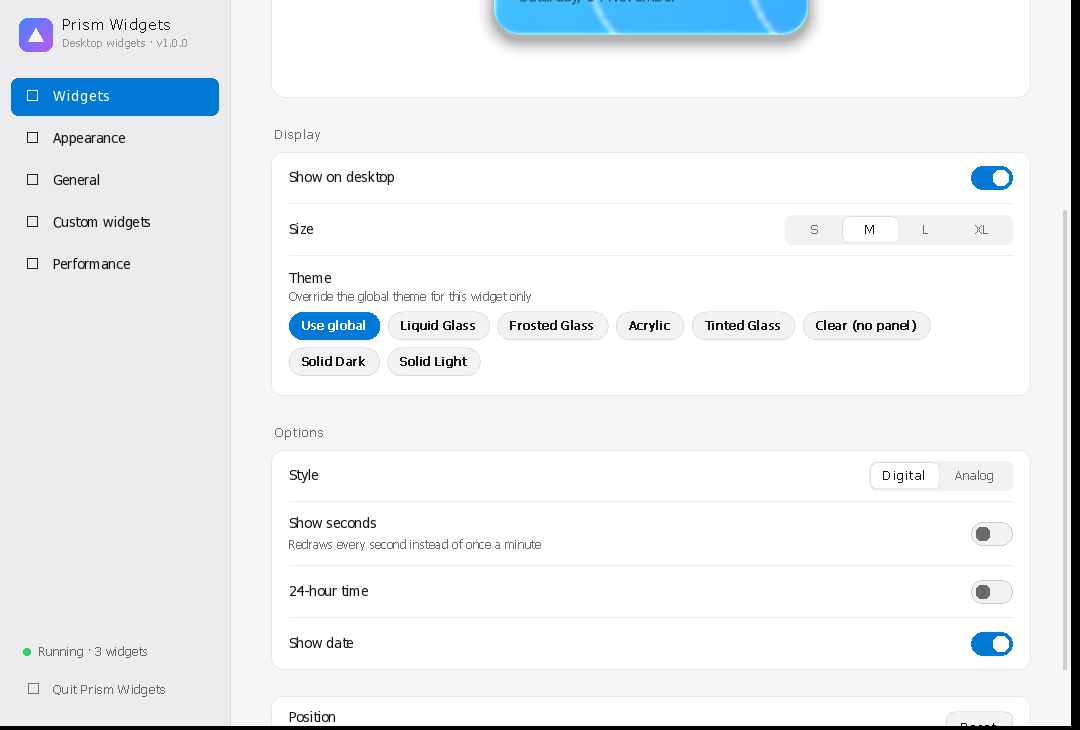 Prism Widgets
Desktop widgets · v1.0.0
Widgets
Appearance
General
Custom widgets
Performance
Running · 3 widgets
Quit Prism Widgets
Display
Show on desktop
Size
S M L XL
Theme
Override the global theme for this widget only
Use global Liquid Glass Frosted Glass Acrylic Tinted Glass Clear (no panel)
Solid Dark Solid Light
Options
Style
Digital Analog
Show seconds
Redraws every second instead of once a minute
24-hour time
Show date
Position
Reset